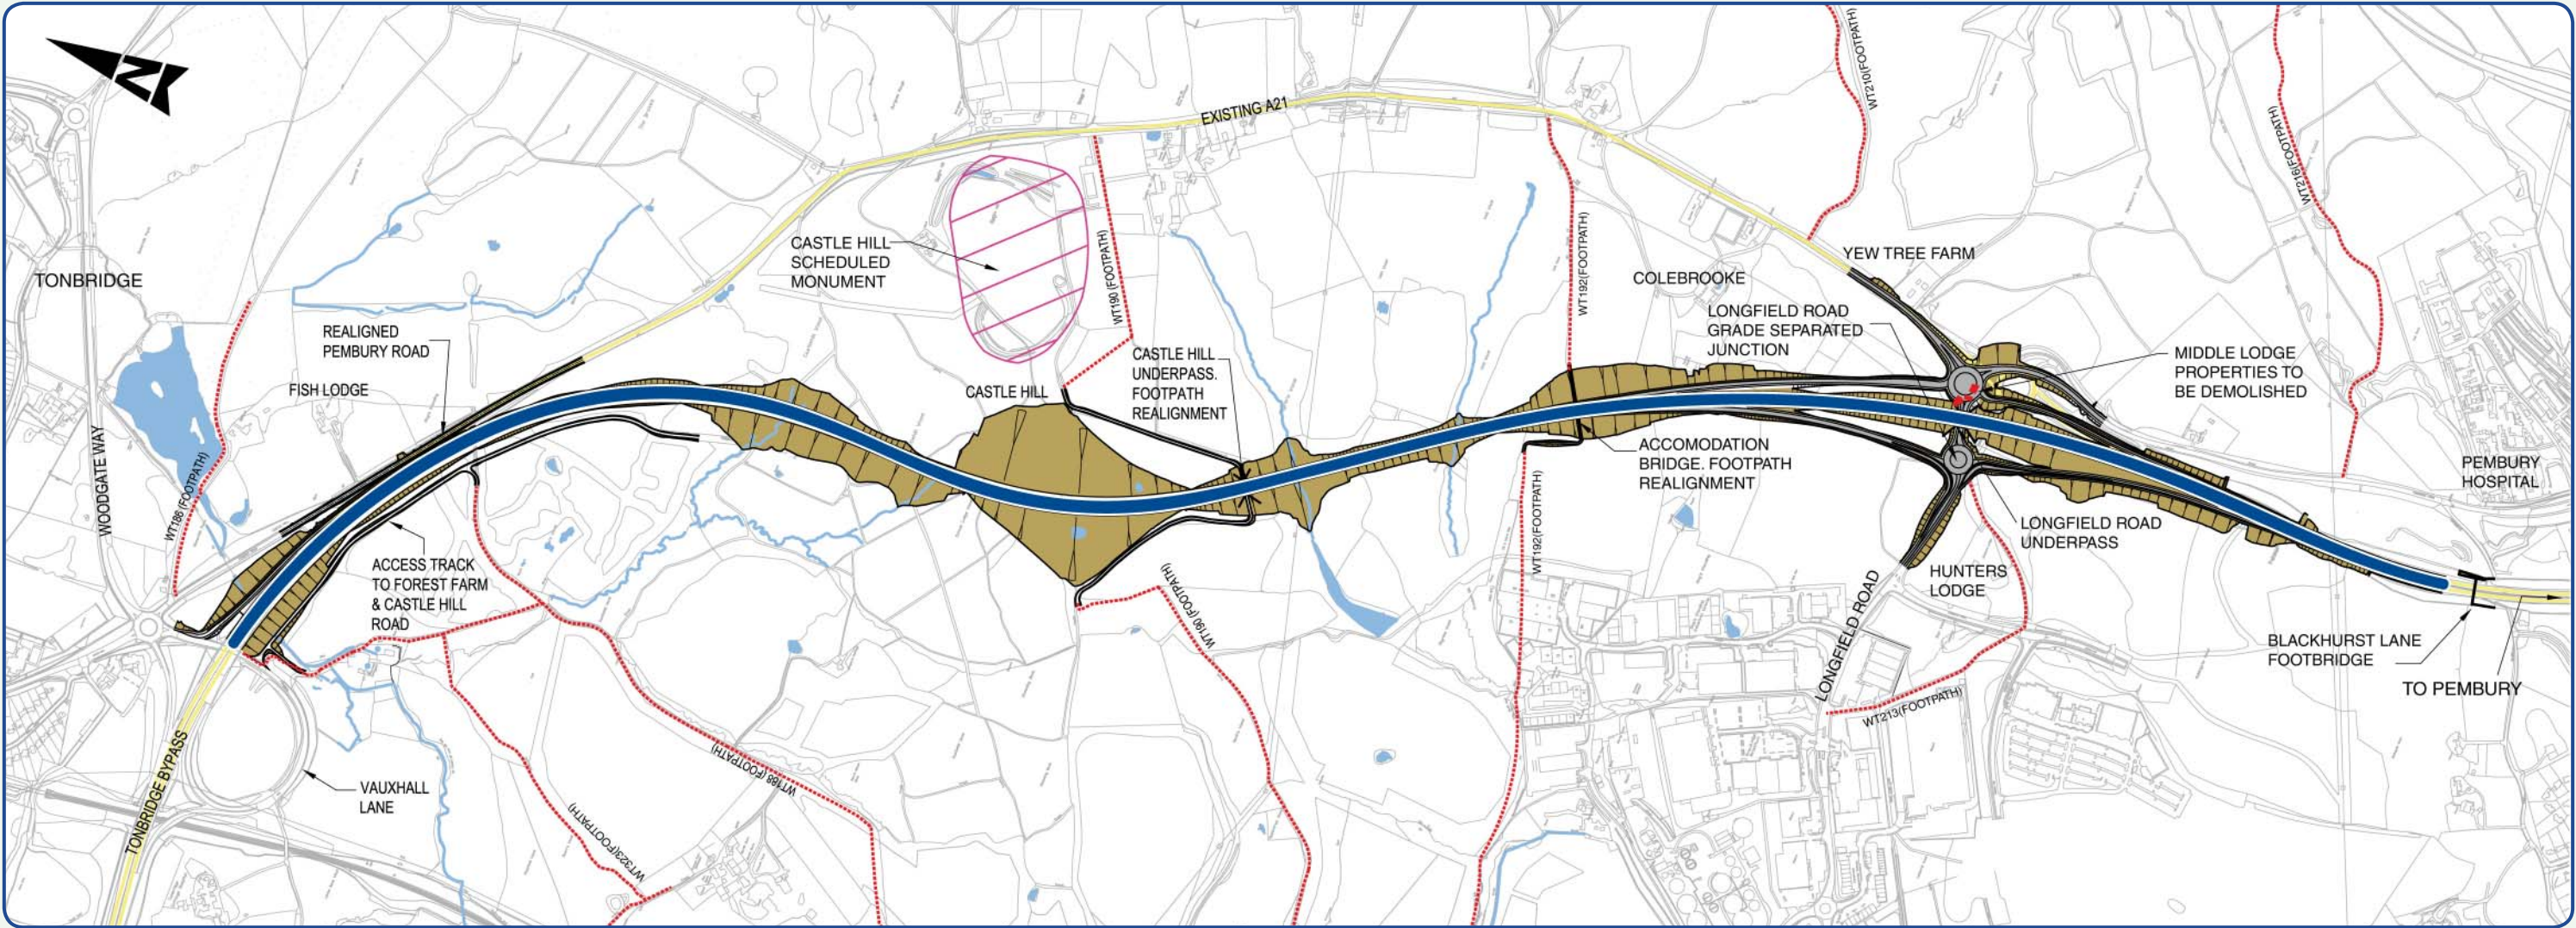 N
EXISTING A21
WT210(FOOTPATH)
WT216(FOOTPATH)
TONBRIDGE
CASTLE HILL
SCHEDULED
MONUMENT
WT190 (FOOTPATH)
WT192(FOOTPATH)
COLEBROOKE
YEW TREE FARM
REALIGNED
PEMBURY ROAD
FISH LODGE
LONGFIELD ROAD
GRADE SEPARATED
JUNCTION
CASTLE HILL
UNDERPASS.
FOOTPATH
REALIGNMENT
MIDDLE LODGE
PROPERTIES TO
BE DEMOLISHED
CASTLE HILL
WOODGATE WAY
WT186 (FOOTPATH)
ACCOMODATION
BRIDGE. FOOTPATH
REALIGNMENT
PEMBURY
HOSPITAL
WT192(FOOTPATH)
LONGFIELD ROAD
UNDERPASS
ACCESS TRACK
TO FOREST FARM
& CASTLE HILL
ROAD
WT190 (FOOTPATH)
HUNTERS
LODGE
LONGFIELD ROAD
BLACKHURST LANE
FOOTBRIDGE
TO PEMBURY
WT213(FOOTPATH)
TONBRIDGE BYPASS
VAUXHALL
LANE
WT188 (FOOTPATH)
WT323(FOOTPATH)